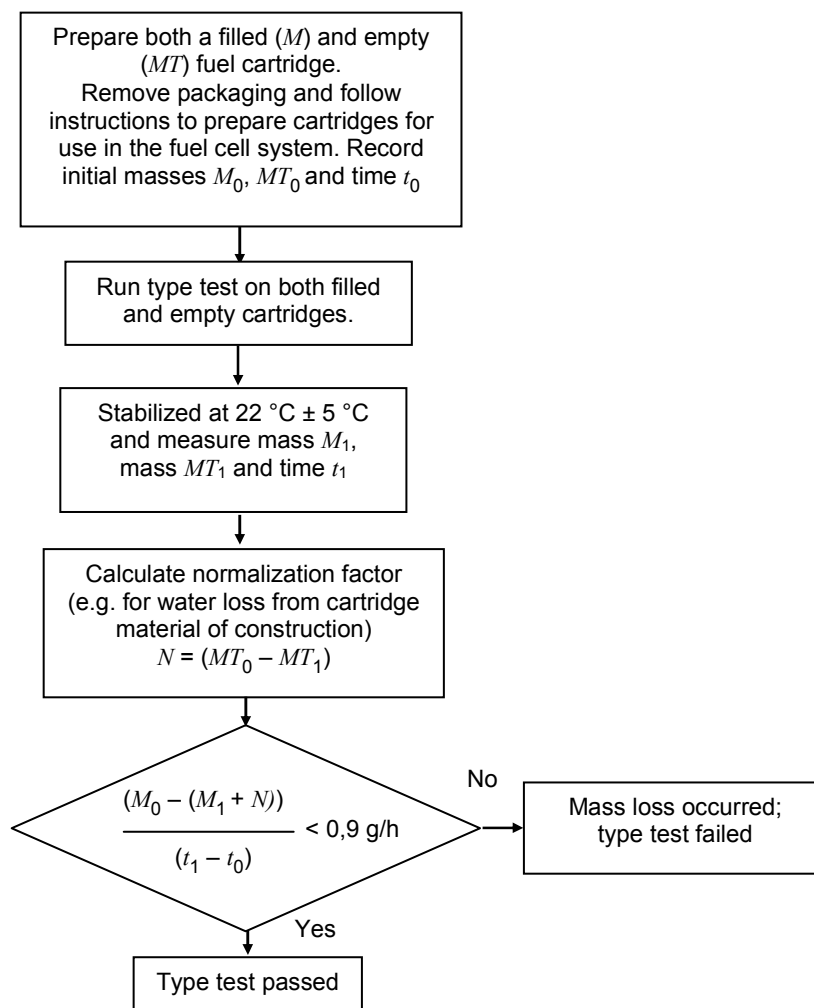 Prepare both a filled (M) and empty
(MT) fuel cartridge.
Remove packaging and follow
instructions to prepare cartridges for
use in the fuel cell system. Record
initial masses M₀, MT₀ and time t₀
Run type test on both filled
and empty cartridges.
Stabilized at 22 °C ± 5 °C
and measure mass M₁,
mass MT₁ and time t₁
Calculate normalization factor
(e.g. for water loss from cartridge
material of construction)
N = (MT₀ – MT₁)
(M₀ – (M₁ + N))
< 0,9 g/h
(t₁ – t₀)
No
Mass loss occurred;
type test failed
Yes
Type test passed